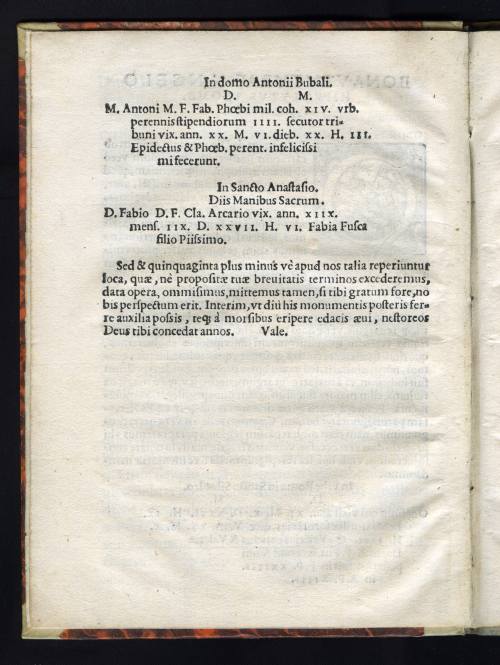 In domo Antonii Bubali.
D. M.
M. Antoni M. F. Fab. Phœbi mil. coh. XIV. vrb.
perennis stipendiorum IIII. secutor tri-
buni vix. ann. XX. M. VI. dieb. XX. H. III.
Epidectus & Phœb. perent. infelicissi
mi fecerunt.
In Sancto Anastasio.
Diis Manibus Sacrum.
D. Fabio D. F. Cla. Arcario vix. ann. XIIX.
mens. IIX. D. XXVII. H. VI. Fabia Fusca
filio Piissimo.
Sed & quinquaginta plus minus vè apud nos talia reperiuntur
loca, quæ, nè propositæ tuæ breuitatis terminos excederemus,
data opera, ommisimus, mittemus tamen, si tibi gratum fore, no
bis perspectum erit. Interim, vt diu his monumentis posteris fer-
re auxilia possis, teq; à morsibus eripere edacis æui, nestoreos
Deus tibi concedat annos. Vale.